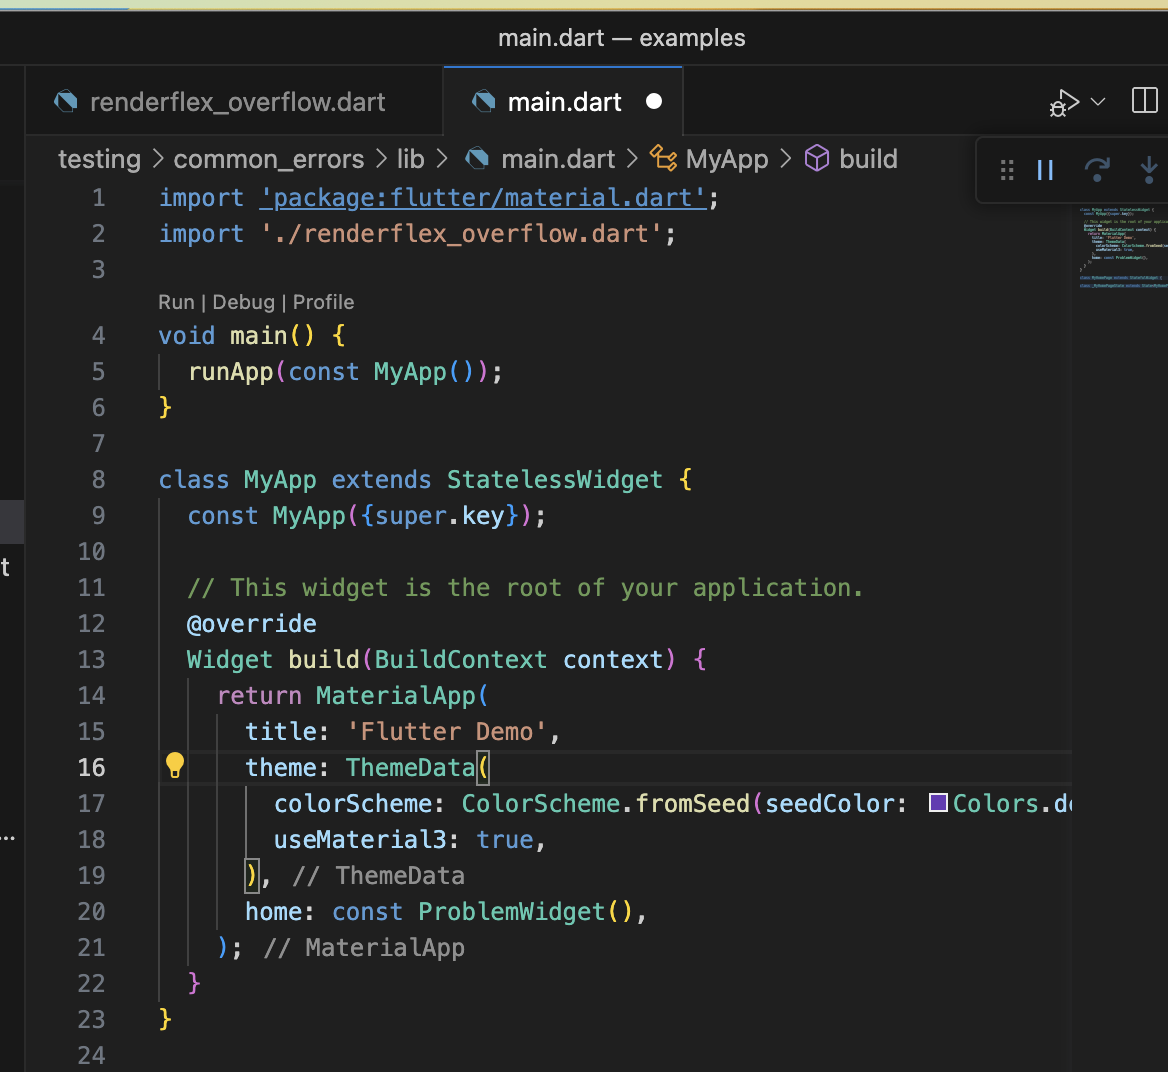 main.dart — examples
renderflex_overflow.dart
main.dart
testing > common_errors > lib > main.dart > MyApp > build
1 import 'package:flutter/material.dart';
2 import './renderflex_overflow.dart';
3
Run | Debug | Profile
4 void main() {
5 runApp(const MyApp());
6 }
7
8 class MyApp extends StatelessWidget {
9 const MyApp({super.key});
10
11 // This widget is the root of your application.
12 @override
13 Widget build(BuildContext context) {
14 return MaterialApp(
15 title: 'Flutter Demo',
16 theme: ThemeData(
17 colorScheme: ColorScheme.fromSeed(seedColor: Colors.de
18 useMaterial3: true,
19 ), // ThemeData
20 home: const ProblemWidget(),
21 ); // MaterialApp
22 }
23 }
24
t
...